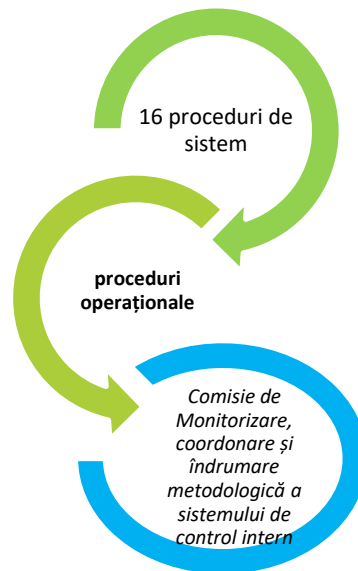 16 proceduri de
sistem
proceduri
operaționale
Comisie de
Monitorizare,
coordonare și
îndrumare
metodologică a
sistemului de
control intern